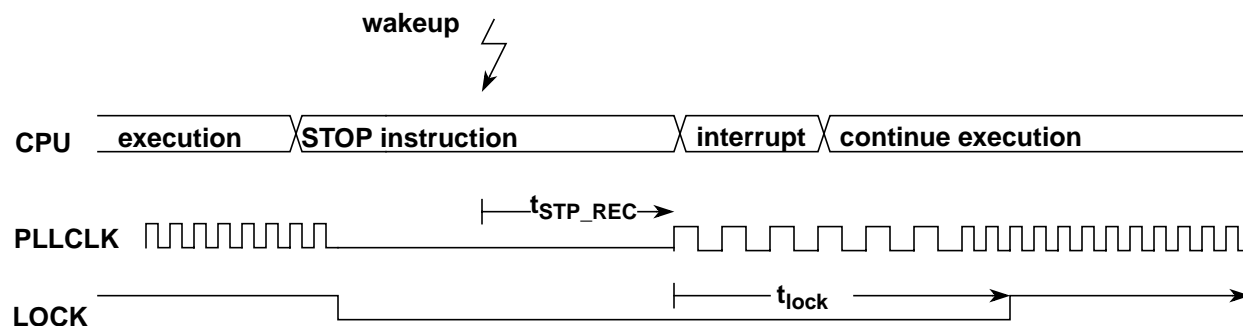 wakeup
CPU execution STOP instruction interrupt continue execution
tSTP_REC
PLLCLK
tlock
LOCK